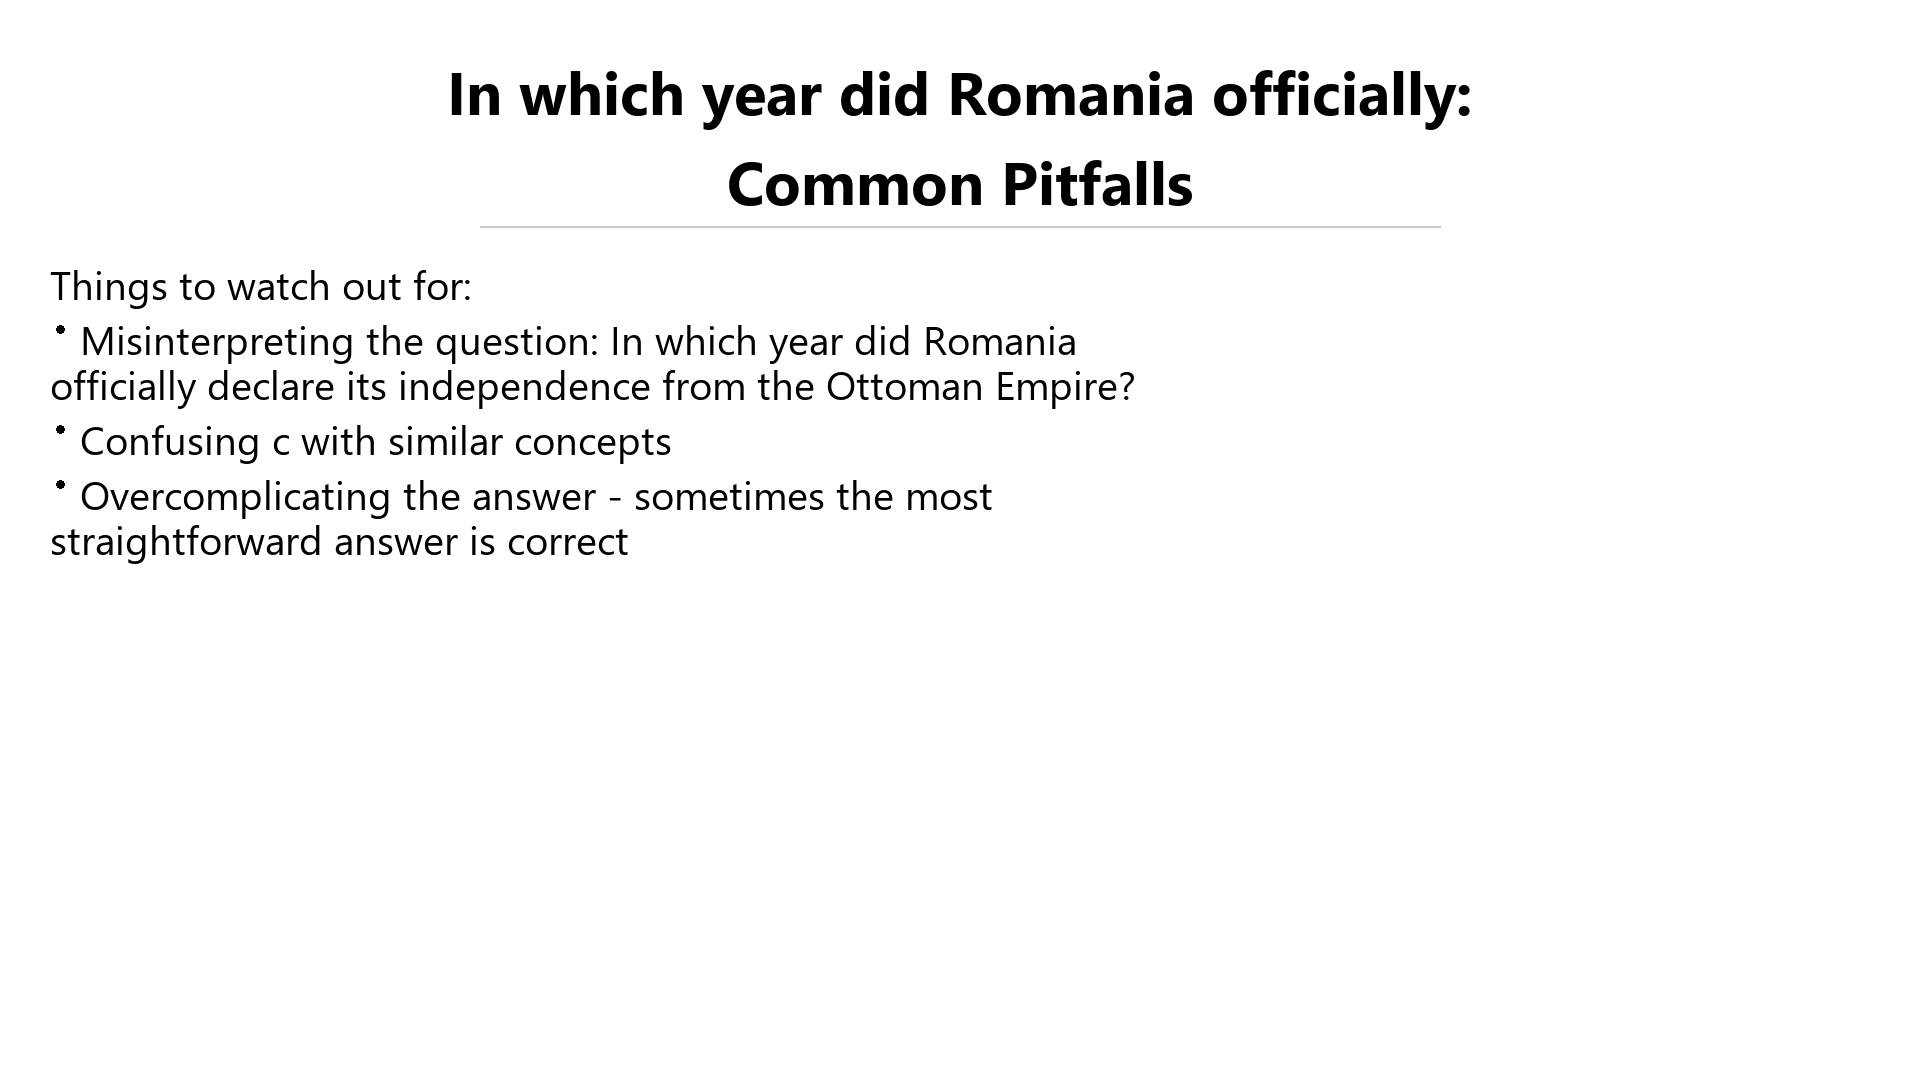 In which year did Romania officially:
Common Pitfalls
Things to watch out for:
• Misinterpreting the question: In which year did Romania
officially declare its independence from the Ottoman Empire?
• Confusing c with similar concepts
• Overcomplicating the answer - sometimes the most
straightforward answer is correct